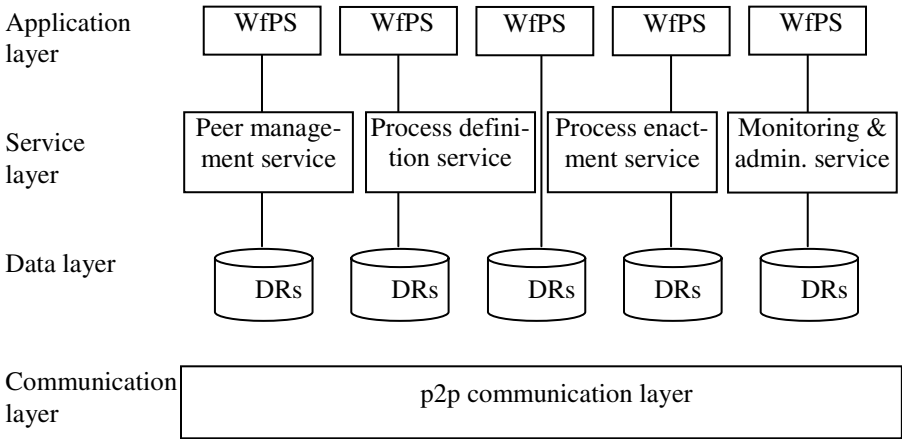 Application
layer
WfPS WfPS WfPS WfPS WfPS
Service
layer
Peer manage-
ment service
Process defini-
tion service
Process enact-
ment service
Monitoring &
admin. service
Data layer
DRs DRs DRs DRs DRs
Communication
layer
p2p communication layer